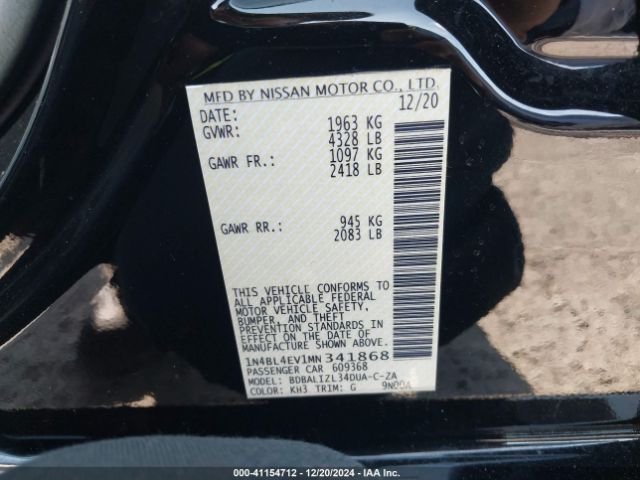 MFD BY NISSAN MOTOR CO., LTD.
DATE: 12/20
GVWR: 1963 KG
4328 LB
GAWR FR.: 1097 KG
2418 LB
GAWR RR.: 945 KG
2083 LB
THIS VEHICLE CONFORMS TO
ALL APPLICABLE FEDERAL
MOTOR VEHICLE SAFETY,
BUMPER, AND THEFT
PREVENTION STANDARDS IN
EFFECT ON THE DATE OF
MANUFACTURE SHOWN ABOVE.
1N4BL4EV1MN341868
PASSENGER CAR 609368
MODEL: BDBALIZL34DUA-C-ZA
COLOR: KH3 TRIM: G 9N00A
000-41154712 — 12/20/2024 — IAA Inc.